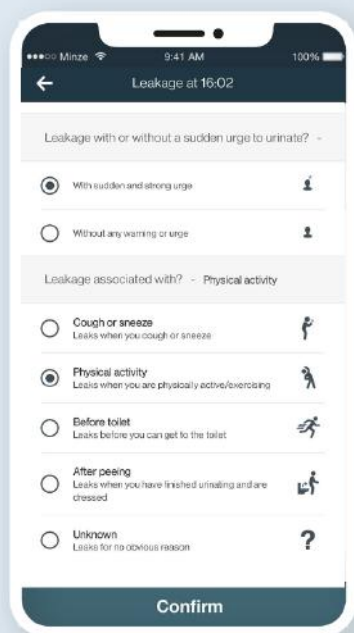 Minze 9:41 AM 100%
Leakage at 16:02
Leakage with or without a sudden urge to urinate? -
With sudden and strong urge
Without any warning or urge
Leakage associated with? - Physical activity
Cough or sneeze
Leaks when you cough or sneeze
Physical activity
Leaks when you are physically active/exercising
Before toilet
Leaks before you can get to the toilet
After peeing
Leaks when you have finished urinating and are
dressed
Unknown
Leaks for no obvious reason
?
Confirm